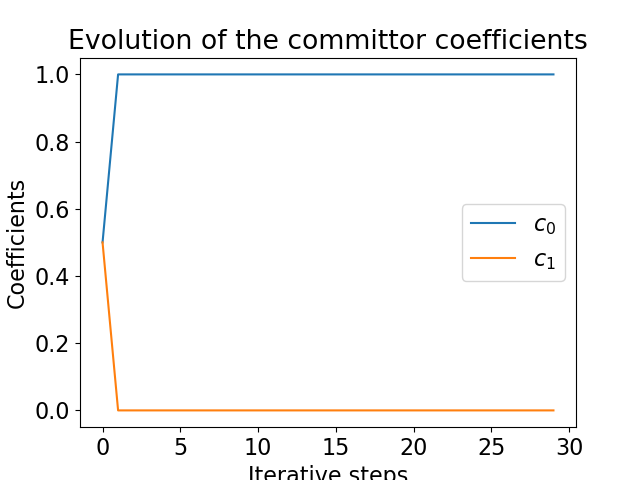 Evolution of the committor coefficients
1.0
0.8
0.6
0.4
0.2
0.0
Coefficients
c₀
c₁
0 5 10 15 20 25 30
Iterative steps